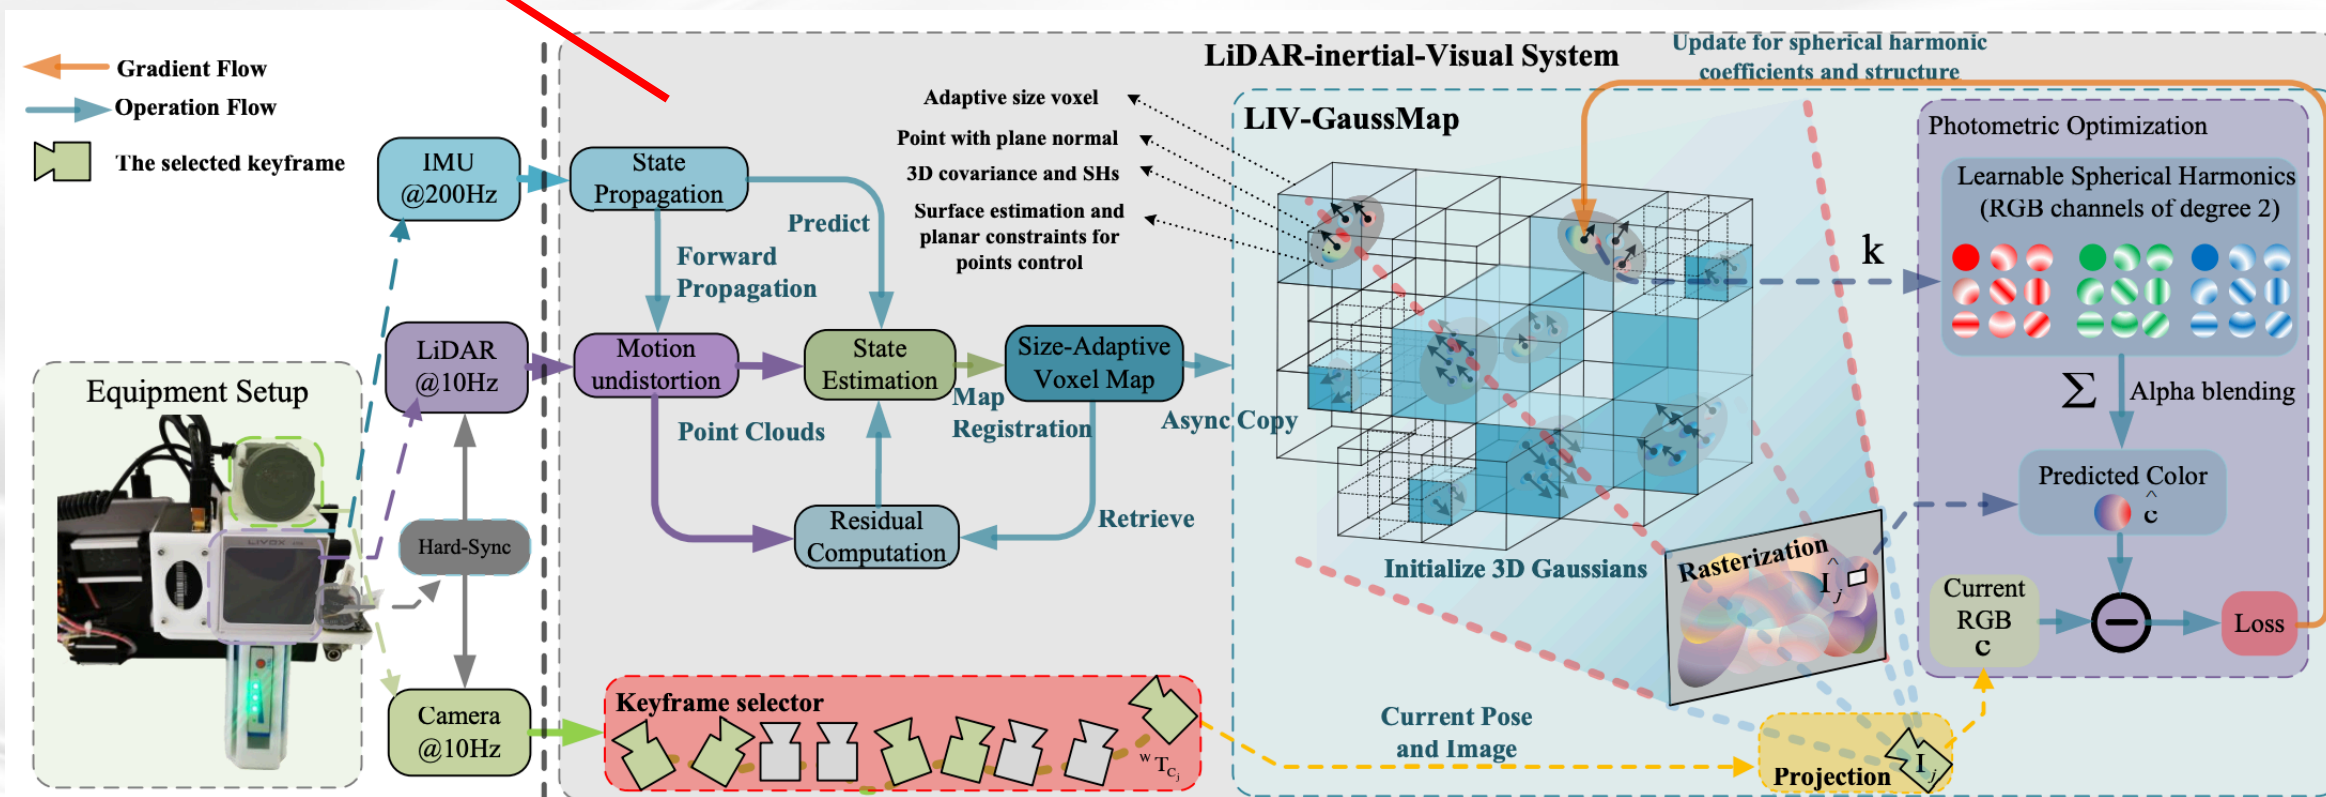 Gradient Flow
Operation Flow
The selected keyframe
Equipment Setup
LIVOX
IMU
@200Hz
LiDAR
@10Hz
Hard-Sync
Camera
@10Hz
LiDAR-inertial-Visual System
State
Propagation
Predict
Forward
Propagation
Motion
undistortion
State
Estimation
Size-Adaptive
Voxel Map
Map
Registration
Point Clouds
Residual
Computation
Retrieve
Async Copy
Adaptive size voxel
Point with plane normal
3D covariance and SHs
Surface estimation and
planar constraints for
points control
Keyframe selector
ʷT_{C_j}
LIV-GaussMap
Update for spherical harmonic
coefficients and structure
k
Initialize 3D Gaussians
Rasterization
Î_j
Current Pose
and Image
Projection
I_j
Photometric Optimization
Learnable Spherical Harmonics
(RGB channels of degree 2)
∑ Alpha blending
Predicted Color
ĉ
Current
RGB
c
Loss